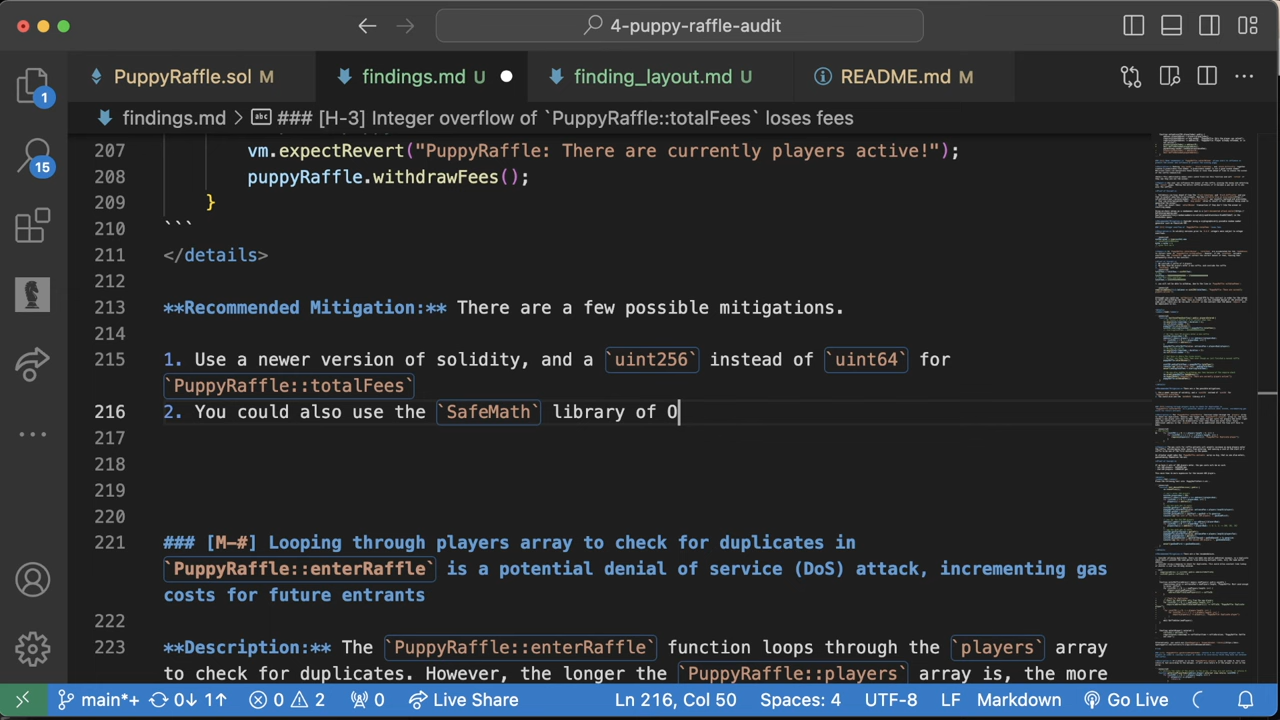 4-puppy-raffle-audit
PuppyRaffle.sol M
findings.md U
finding_layout.md U
README.md M
findings.md > ### [H-3] Integer overflow of `PuppyRaffle::totalFees` loses fees
1
15
207 vm.expectRevert("PuppyRaffle: There are currently players active!");
208 puppyRaffle.withdrawFees();
209 }
210 ```
211 </details>
212
213 **Recommended Mitigation:** There are a few possible mitigations.
214
215 1. Use a newer version of solidity, and a `uint256` instead of `uint64` for
`PuppyRaffle::totalFees`
216 2. You could also use the `SafeMath` library of O
217
218
219
220
221 ### [M-#] Looping through players array to check for duplicates in
`PuppyRaffle::enterRaffle` is a potential denial of service (DoS) attack, incrementing gas
costs for future entrants
222
223 **Description:** The `PuppyRaffle::enterRaffle` functin loops through the `players` array
to check for duplicates. However, the longer the `PuppyRaffle::players` array is, the more
main*+ 0↓ 1↑ 0 2 0 Live Share Ln 216, Col 50 Spaces: 4 UTF-8 LF Markdown Go Live